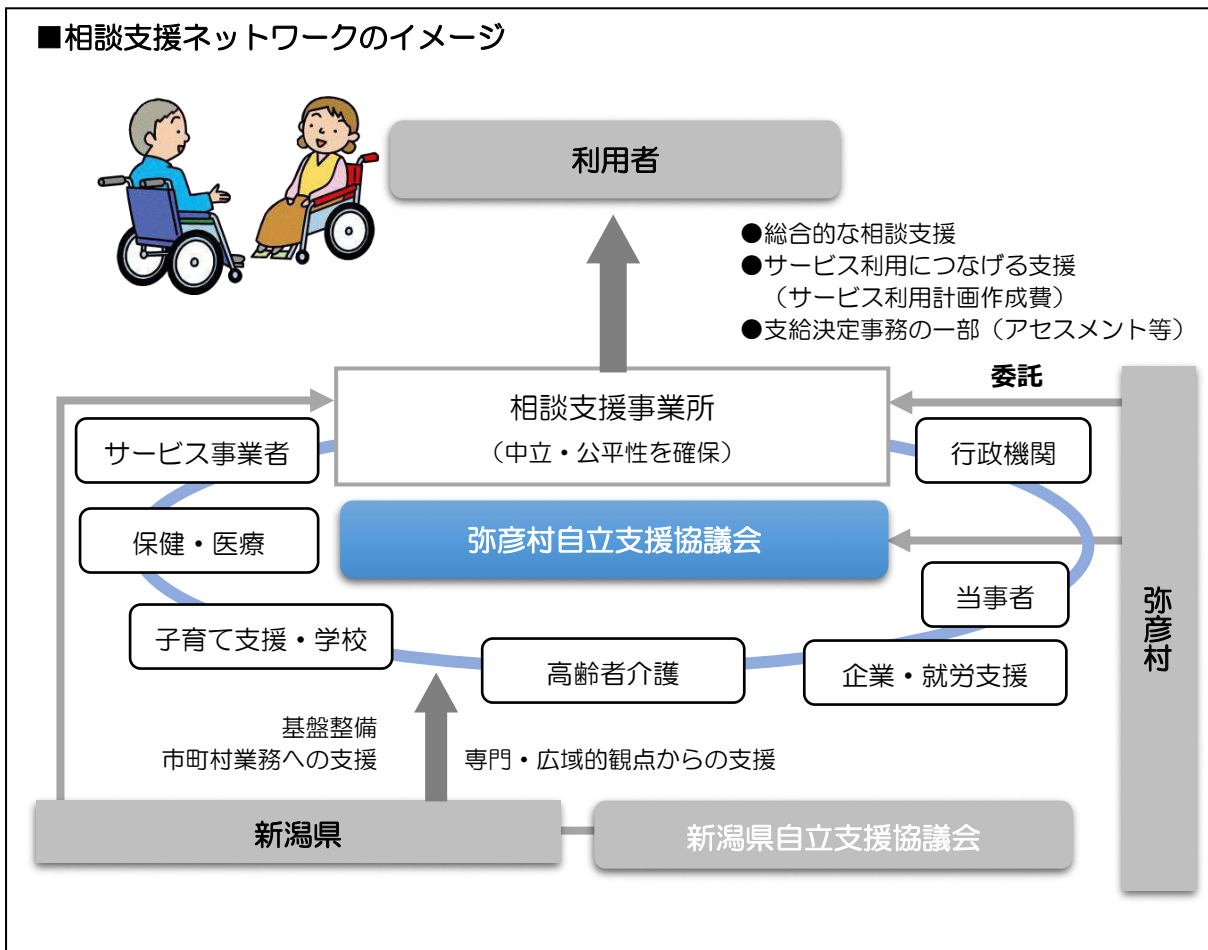 ■相談支援ネットワークのイメージ
利用者
●総合的な相談支援
●サービス利用につなげる支援
（サービス利用計画作成費）
●支給決定事務の一部（アセスメント等）
委託
相談支援事業所
（中立・公平性を確保）
サービス事業者
行政機関
保健・医療
弥彦村自立支援協議会
当事者
弥彦村
子育て支援・学校
高齢者介護
企業・就労支援
基盤整備
市町村業務への支援
専門・広域的観点からの支援
新潟県
新潟県自立支援協議会